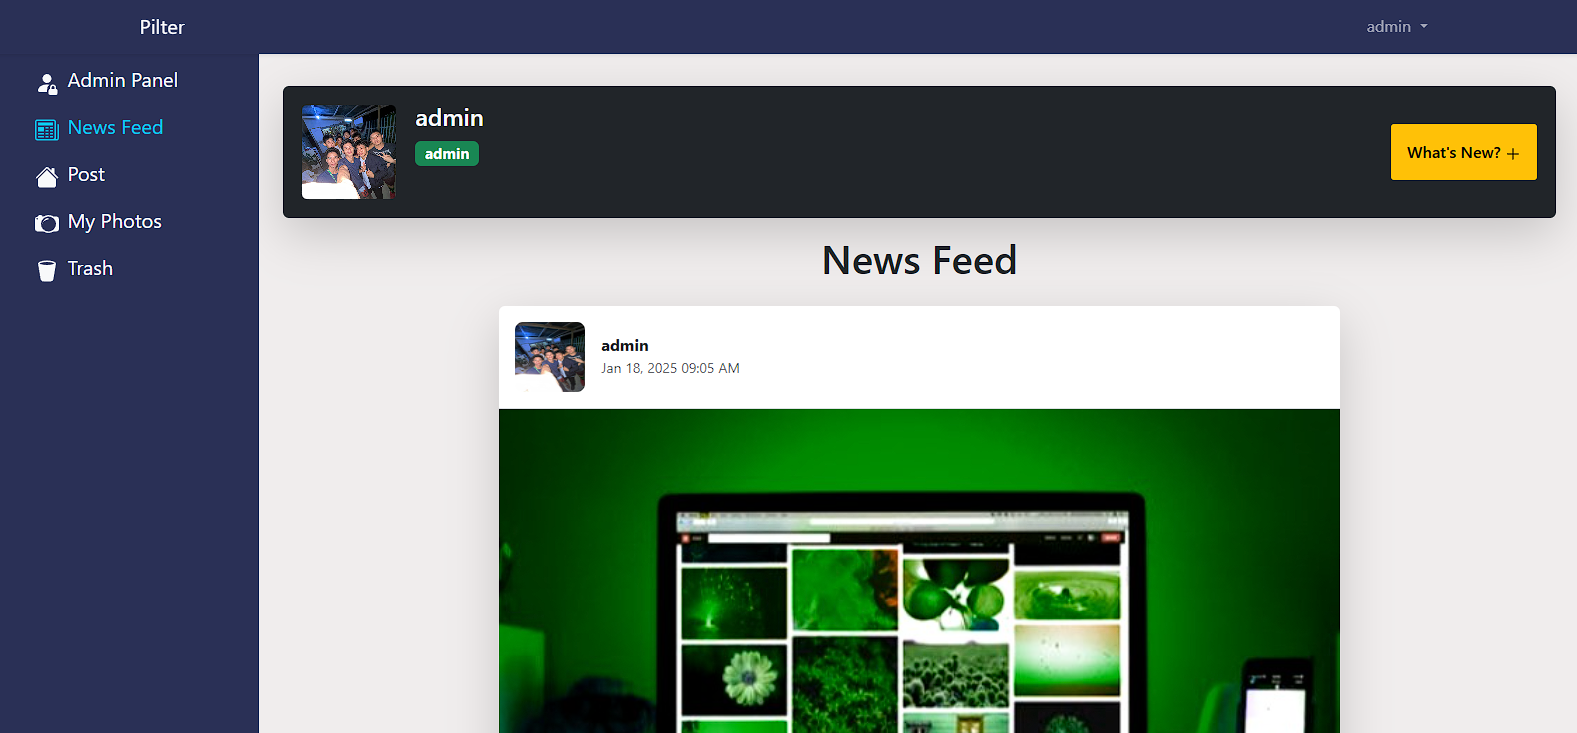 Pilter
admin
Admin Panel
News Feed
Post
My Photos
Trash
admin
admin
What's New?
News Feed
admin
Jan 18, 2025 09:05 AM